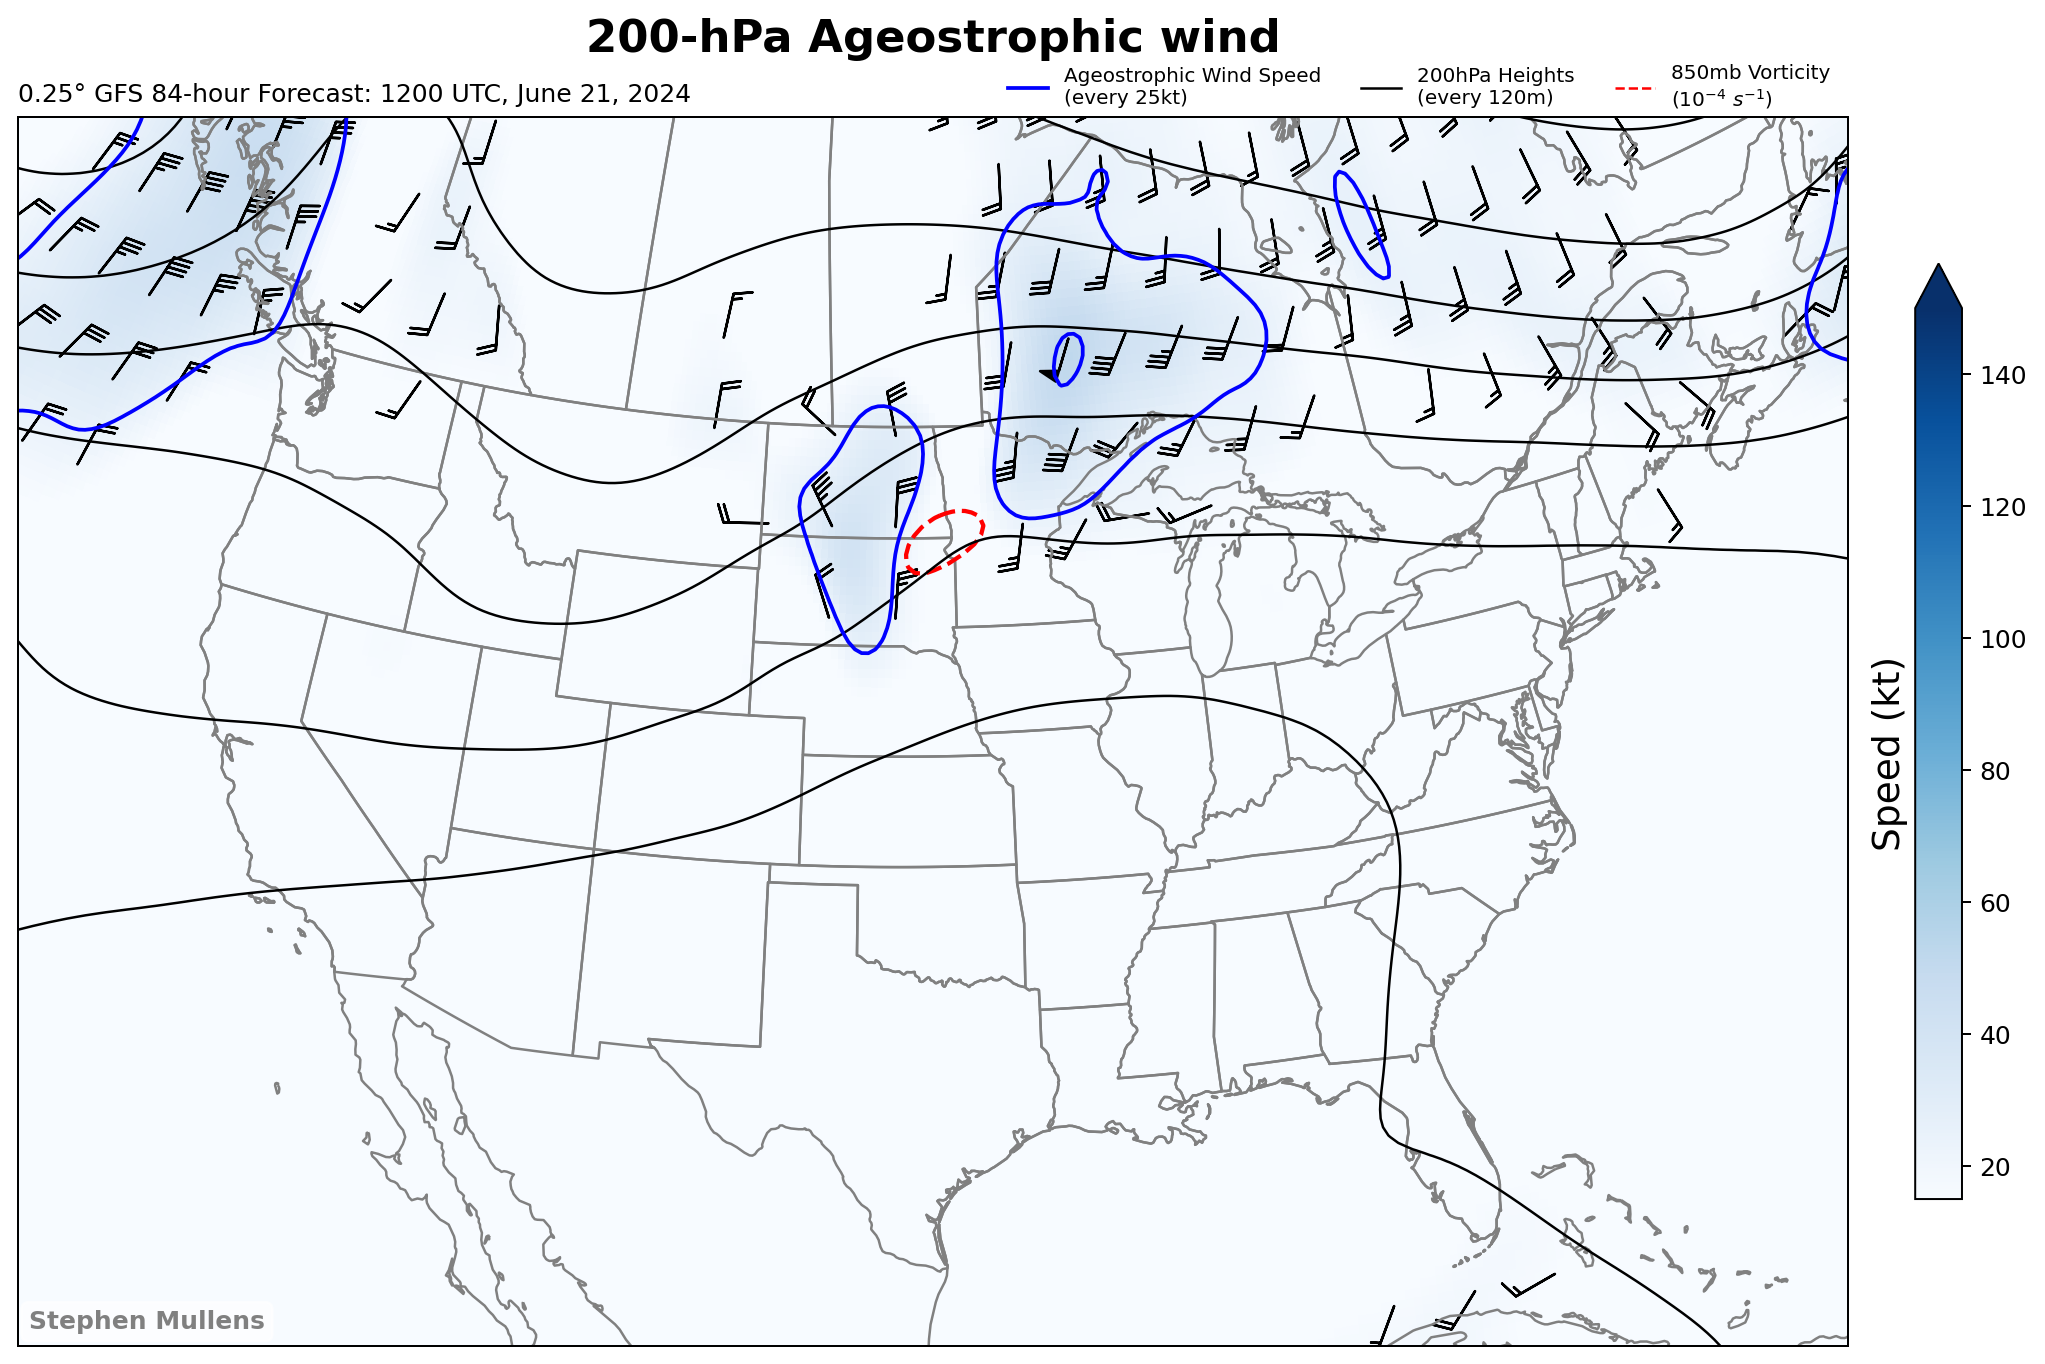 200-hPa Ageostrophic wind
0.25° GFS 84-hour Forecast: 1200 UTC, June 21, 2024
Ageostrophic Wind Speed
(every 25kt)
200hPa Heights
(every 120m)
850mb Vorticity
(10⁻⁴ s⁻¹)
140
120
100
80
60
40
20
Speed (kt)
Stephen Mullens